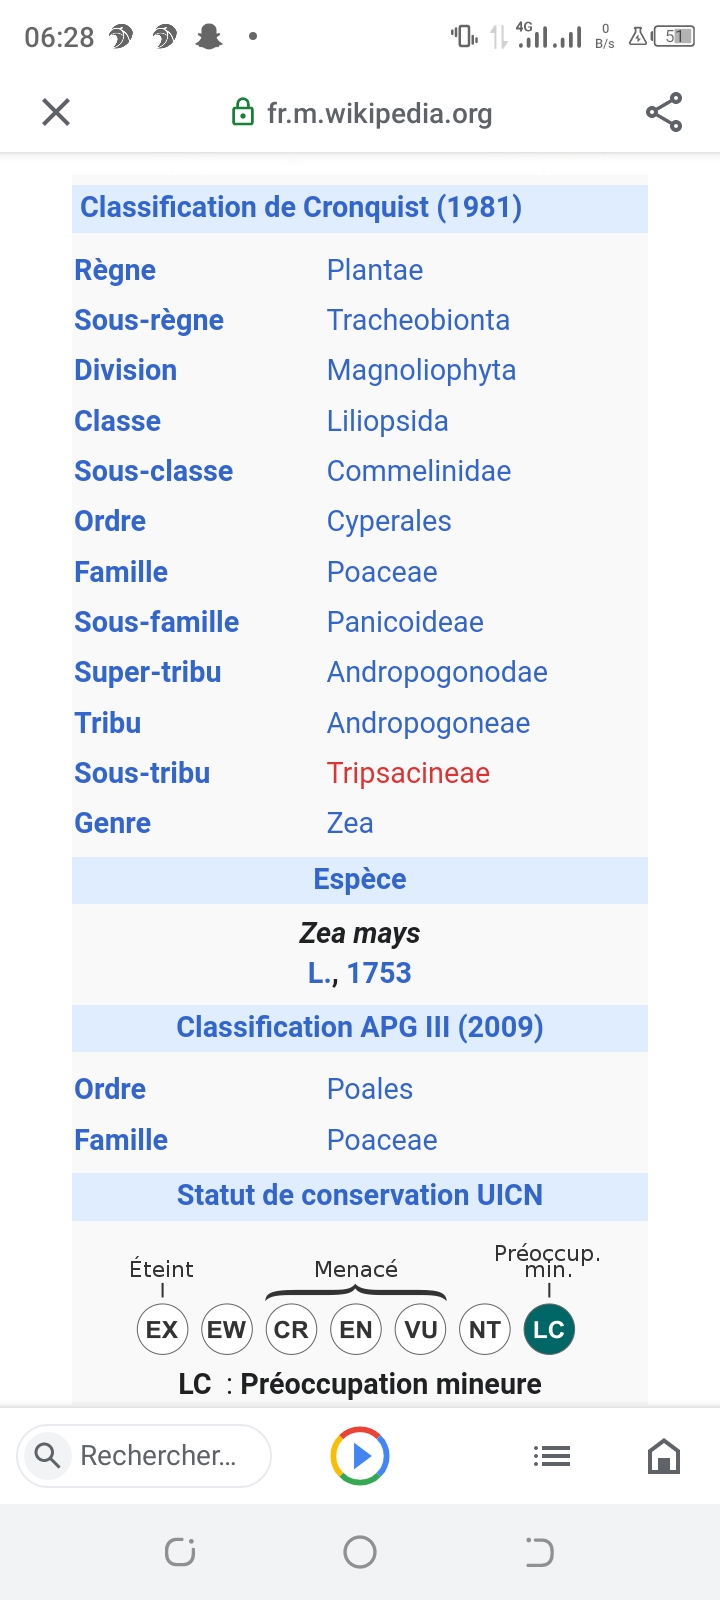 06:28
4G
0
B/s
51
fr.m.wikipedia.org
Classification de Cronquist (1981)
Règne Plantae
Sous-règne Tracheobionta
Division Magnoliophyta
Classe Liliopsida
Sous-classe Commelinidae
Ordre Cyperales
Famille Poaceae
Sous-famille Panicoideae
Super-tribu Andropogonodae
Tribu Andropogoneae
Sous-tribu Tripsacineae
Genre Zea
Espèce
Zea mays
L., 1753
Classification APG III (2009)
Ordre Poales
Famille Poaceae
Statut de conservation UICN
Éteint Menacé Préoccup.
min.
EX EW CR EN VU NT LC
LC : Préoccupation mineure
Rechercher...